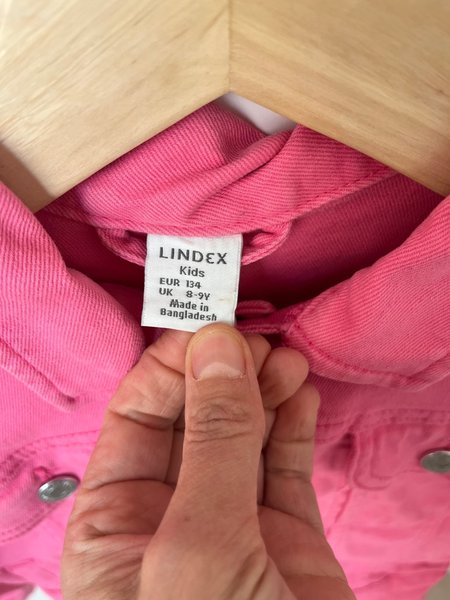 LINDEX
Kids
EUR 134
UK 8-9Y
Made in
Bangladesh